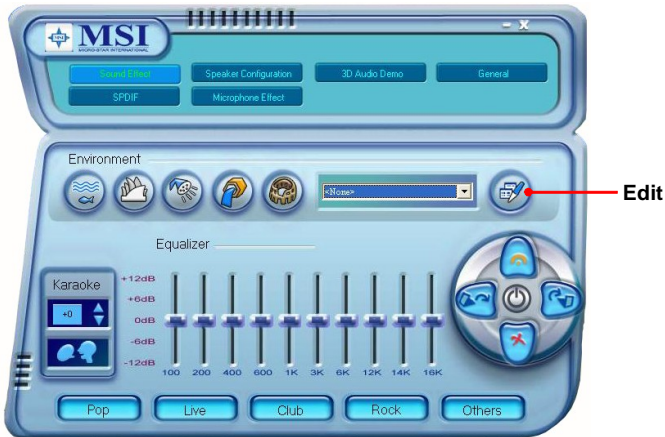 MSI
MICRO-STAR INTERNATIONAL
- x
Sound Effect Speaker Configuration 3D Audio Demo General
SPDIF Microphone Effect
Environment
<None>
Edit
Equalizer
Karaoke
+0
+12dB
+6dB
0dB
-6dB
-12dB
100 200 400 600 1K 3K 6K 12K 14K 16K
Pop Live Club Rock Others